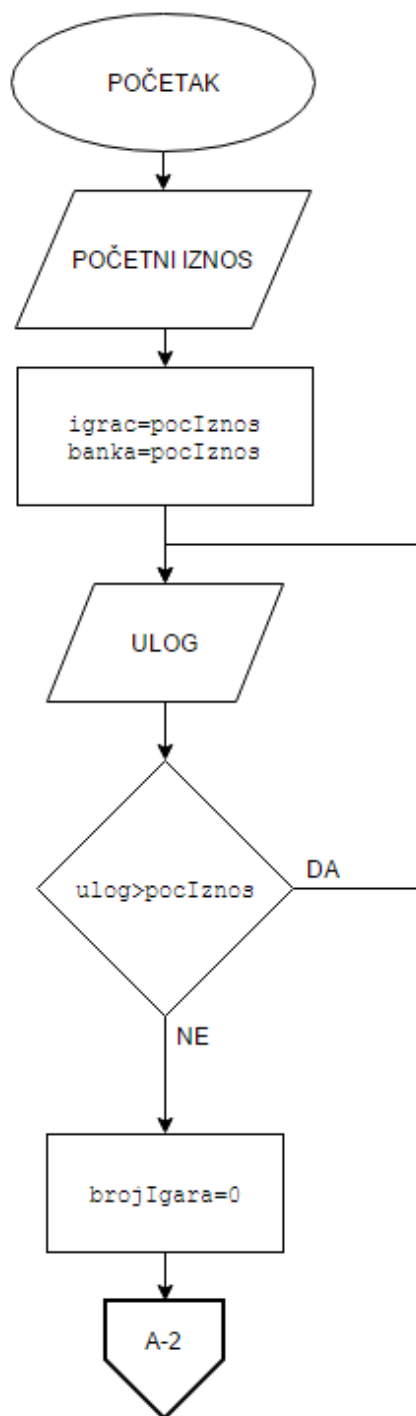 POČETAK
POČETNI IZNOS
igrac=pocIznos
banka=pocIznos
ULOG
ulog>pocIznos
DA
NE
brojIgara=0
A-2